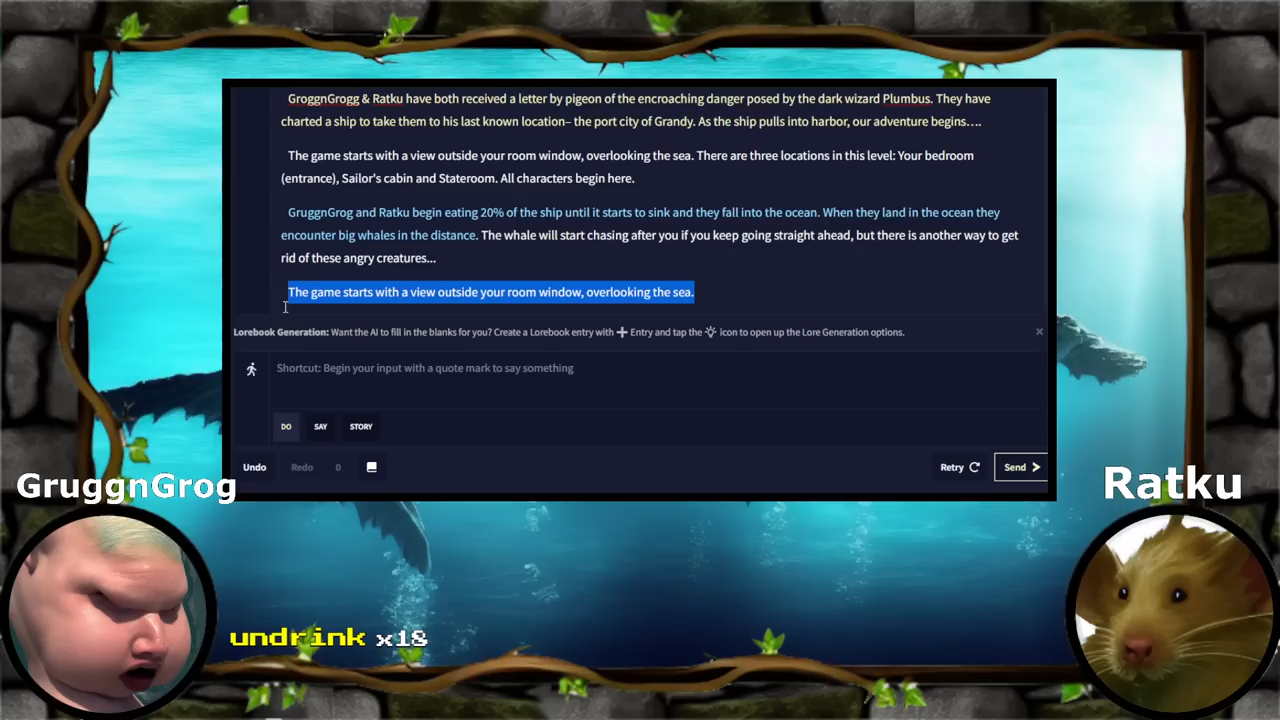 GroggnGrogg & Ratku have both received a letter by pigeon of the encroaching danger posed by the dark wizard Plumbus. They have
charted a ship to take them to his last known location– the port city of Grandy. As the ship pulls into harbor, our adventure begins….
The game starts with a view outside your room window, overlooking the sea. There are three locations in this level: Your bedroom
(entrance), Sailor's cabin and Stateroom. All characters begin here.
GruggnGrog and Ratku begin eating 20% of the ship until it starts to sink and they fall into the ocean. When they land in the ocean they
encounter big whales in the distance. The whale will start chasing after you if you keep going straight ahead, but there is another way to get
rid of these angry creatures...
The game starts with a view outside your room window, overlooking the sea.
Lorebook Generation: Want the AI to fill in the blanks for you? Create a Lorebook entry with + Entry and tap the icon to open up the Lore Generation options.
Shortcut: Begin your input with a quote mark to say something
DO SAY STORY
Undo Redo 0 Retry Send
GruggnGrog
Ratku
undrink x18